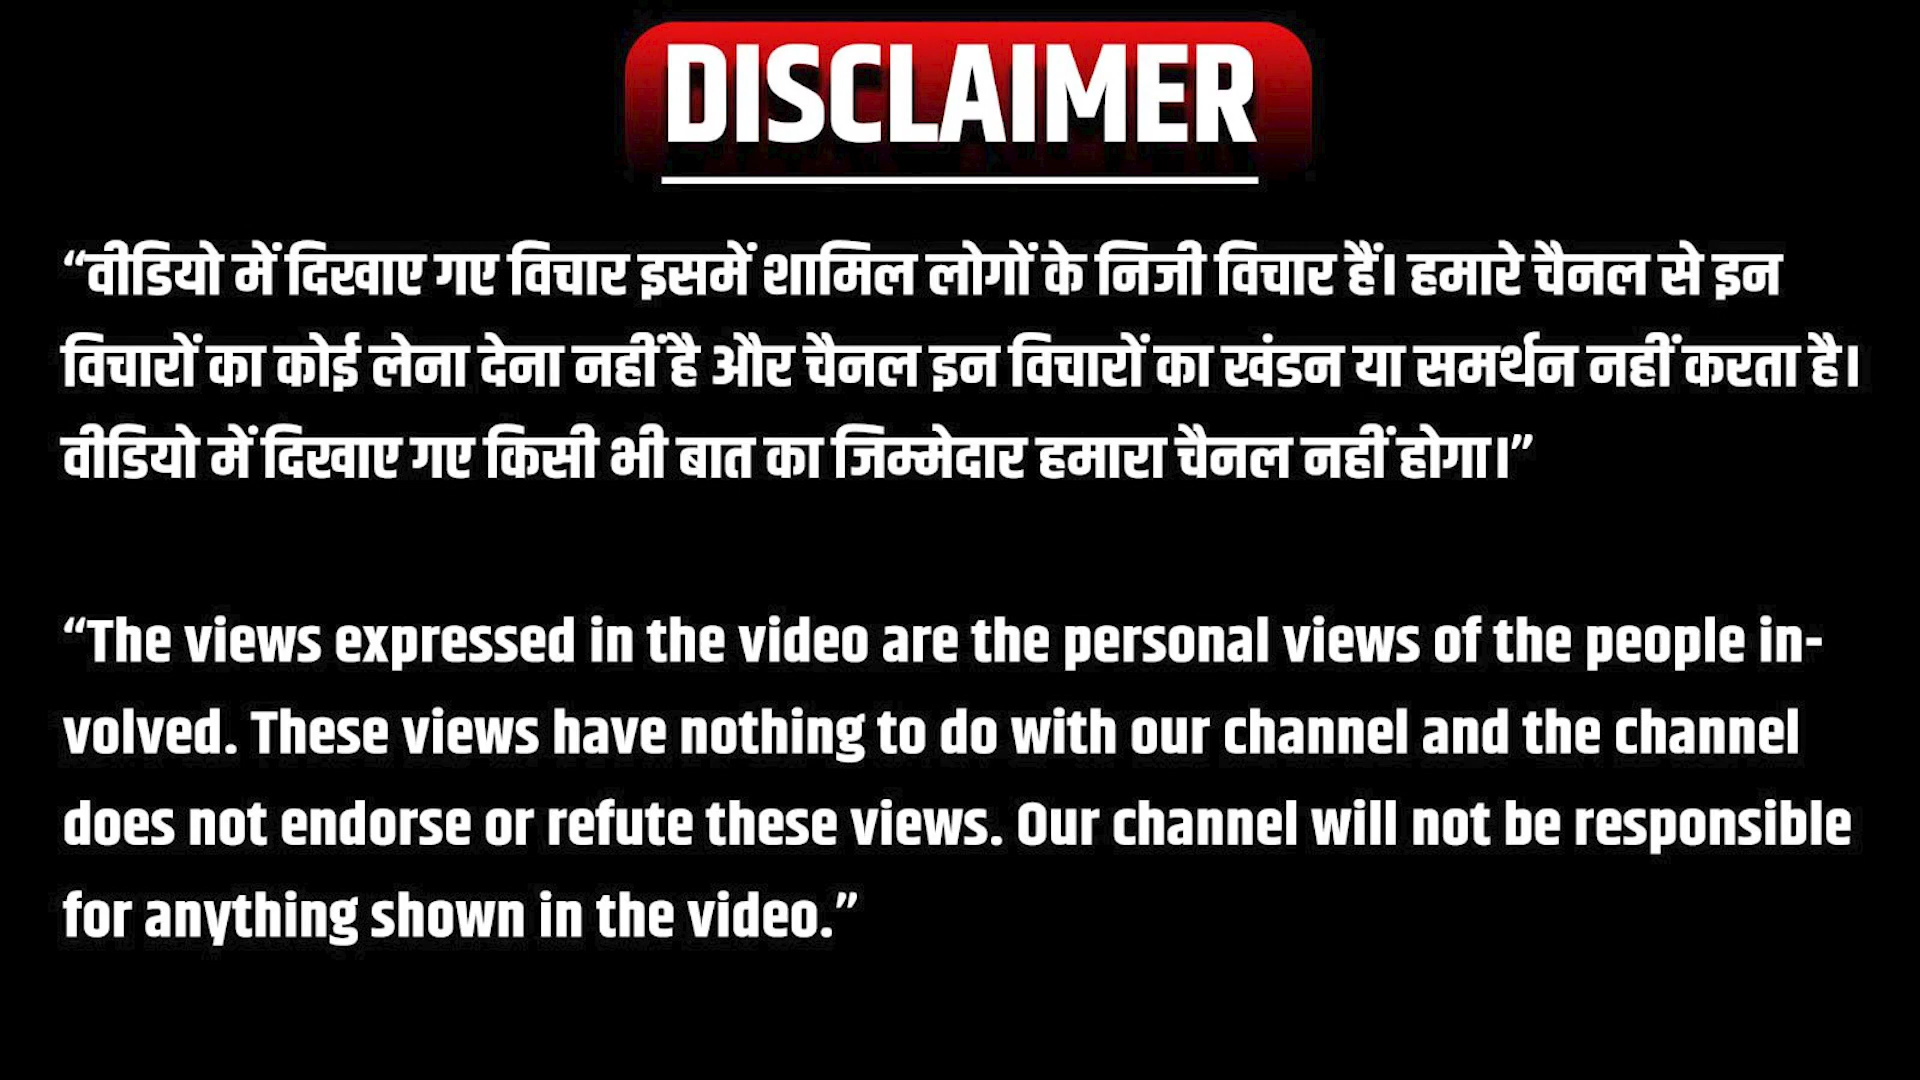 DISCLAIMER
“वीडियो में दिखाए गए विचार इसमें शामिल लोगों के निजी विचार हैं। हमारे चैनल से इन
विचारों का कोई लेना देना नहीं है और चैनल इन विचारों का खंडन या समर्थन नहीं करता है।
वीडियो में दिखाए गए किसी भी बात का जिम्मेदार हमारा चैनल नहीं होगा।”
“The views expressed in the video are the personal views of the people in-
volved. These views have nothing to do with our channel and the channel
does not endorse or refute these views. Our channel will not be responsible
for anything shown in the video.”